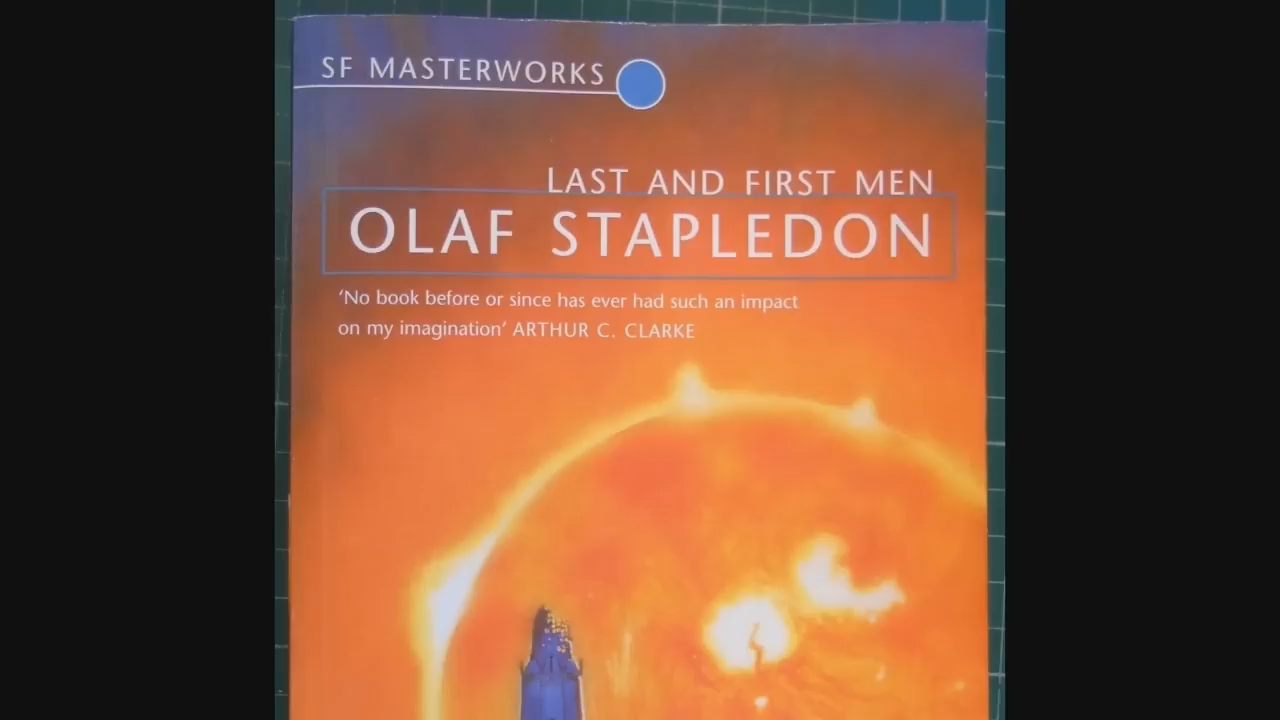 SF MASTERWORKS
LAST AND FIRST MEN
OLAF STAPLEDON
‘No book before or since has ever had such an impact
on my imagination’ ARTHUR C. CLARKE